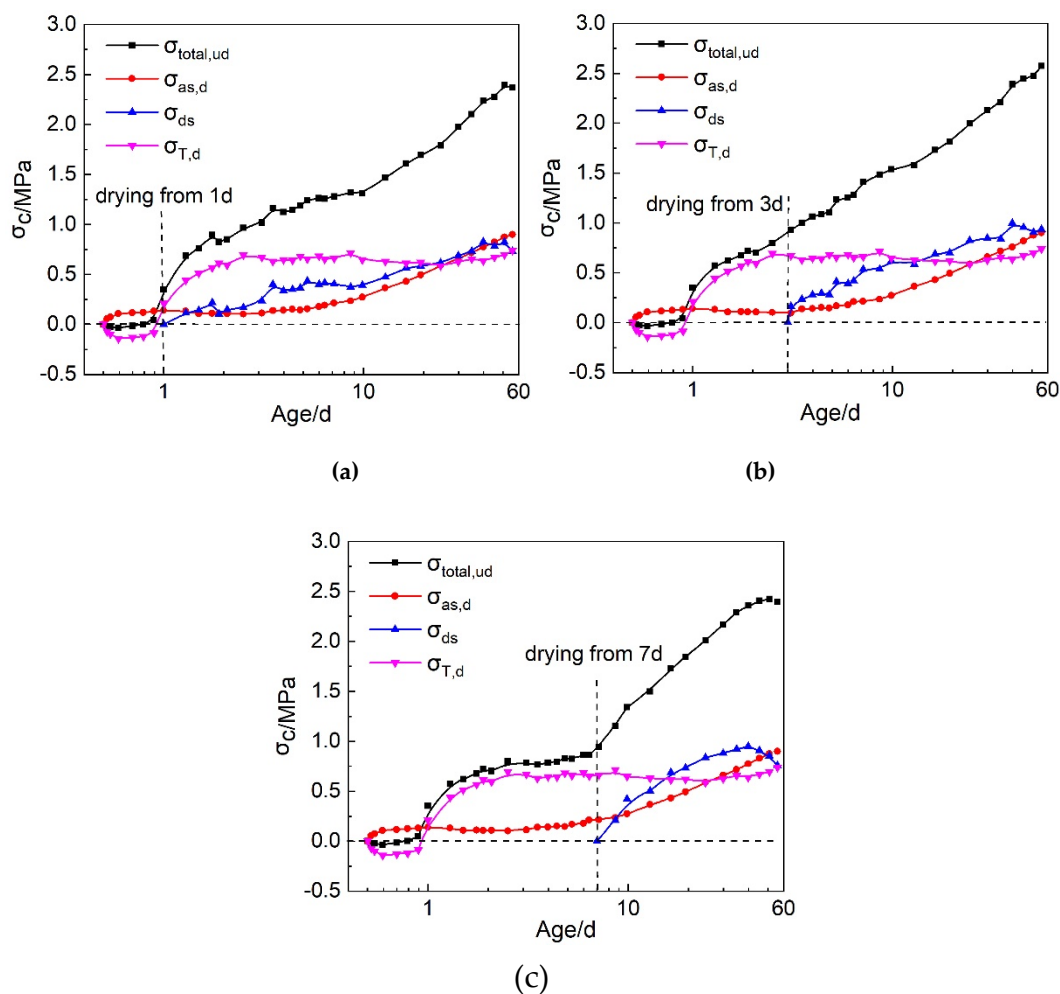 3.0
2.5
2.0
1.5
1.0
0.5
0.0
-0.5
σc/MPa
σtotal,ud
σas,d
σds
σT,d
drying from 1d
1 10 60
Age/d
(a)
3.0
2.5
2.0
1.5
1.0
0.5
0.0
-0.5
σc/MPa
σtotal,ud
σas,d
σds
σT,d
drying from 3d
1 10 60
Age/d
(b)
3.0
2.5
2.0
1.5
1.0
0.5
0.0
-0.5
σc/MPa
σtotal,ud
σas,d
σds
σT,d
drying from 7d
1 10 60
Age/d
(c)